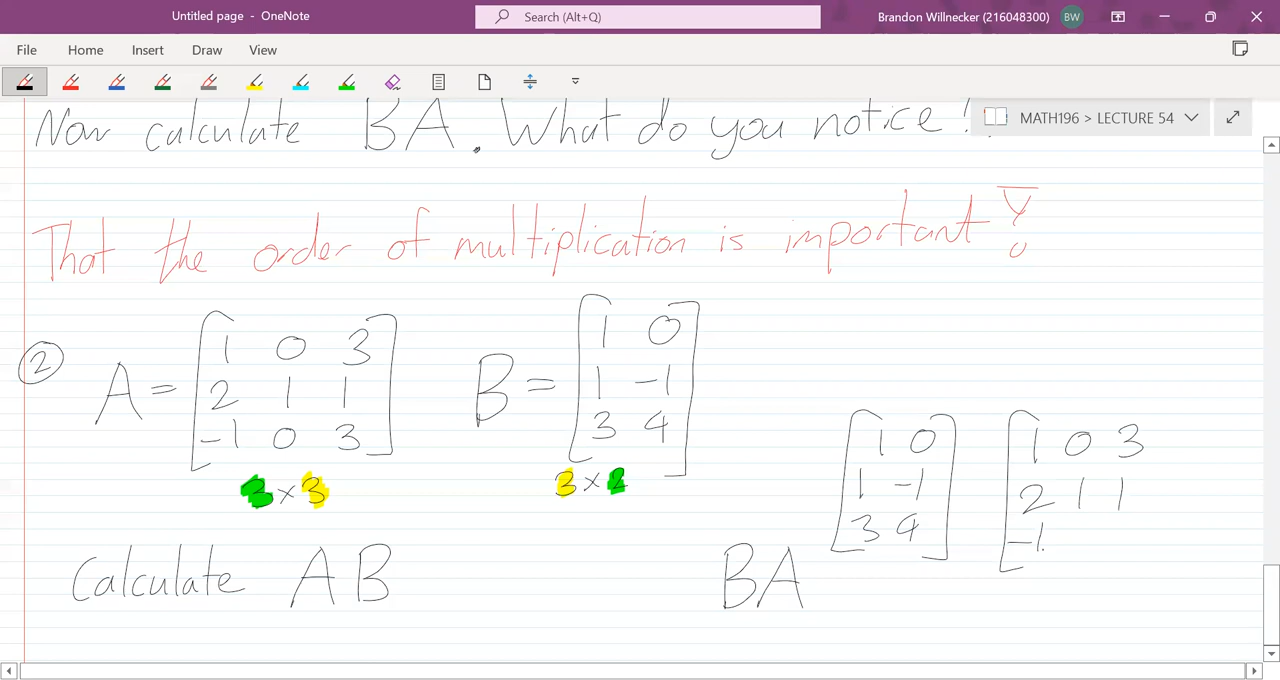 Untitled page - OneNote
Search (Alt+Q)
Brandon Willnecker (216048300)
BW
File Home Insert Draw View
MATH196 > LECTURE 54
Now calculate BA. What do you notice?
That the order of multiplication is important !
2
A = [1 0 3
2 1 1
-1 0 3]
3 x 3
B = [1 0
1 -1
3 4]
3 x 2
Calculate AB
BA
[1 0
1 -1
3 4]
[1 0 3
2 1 1
-1